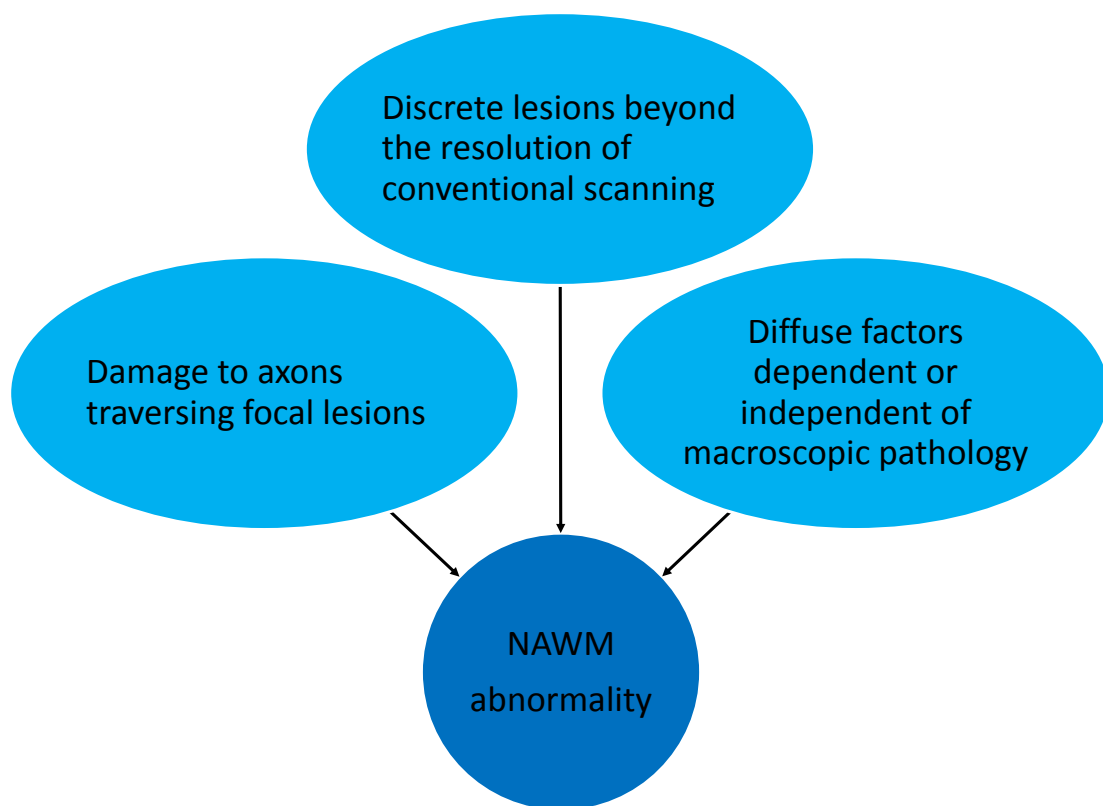 Discrete lesions beyond
the resolution of
conventional scanning
Damage to axons
traversing focal lesions
Diffuse factors
dependent or
independent of
macroscopic pathology
NAWM
abnormality